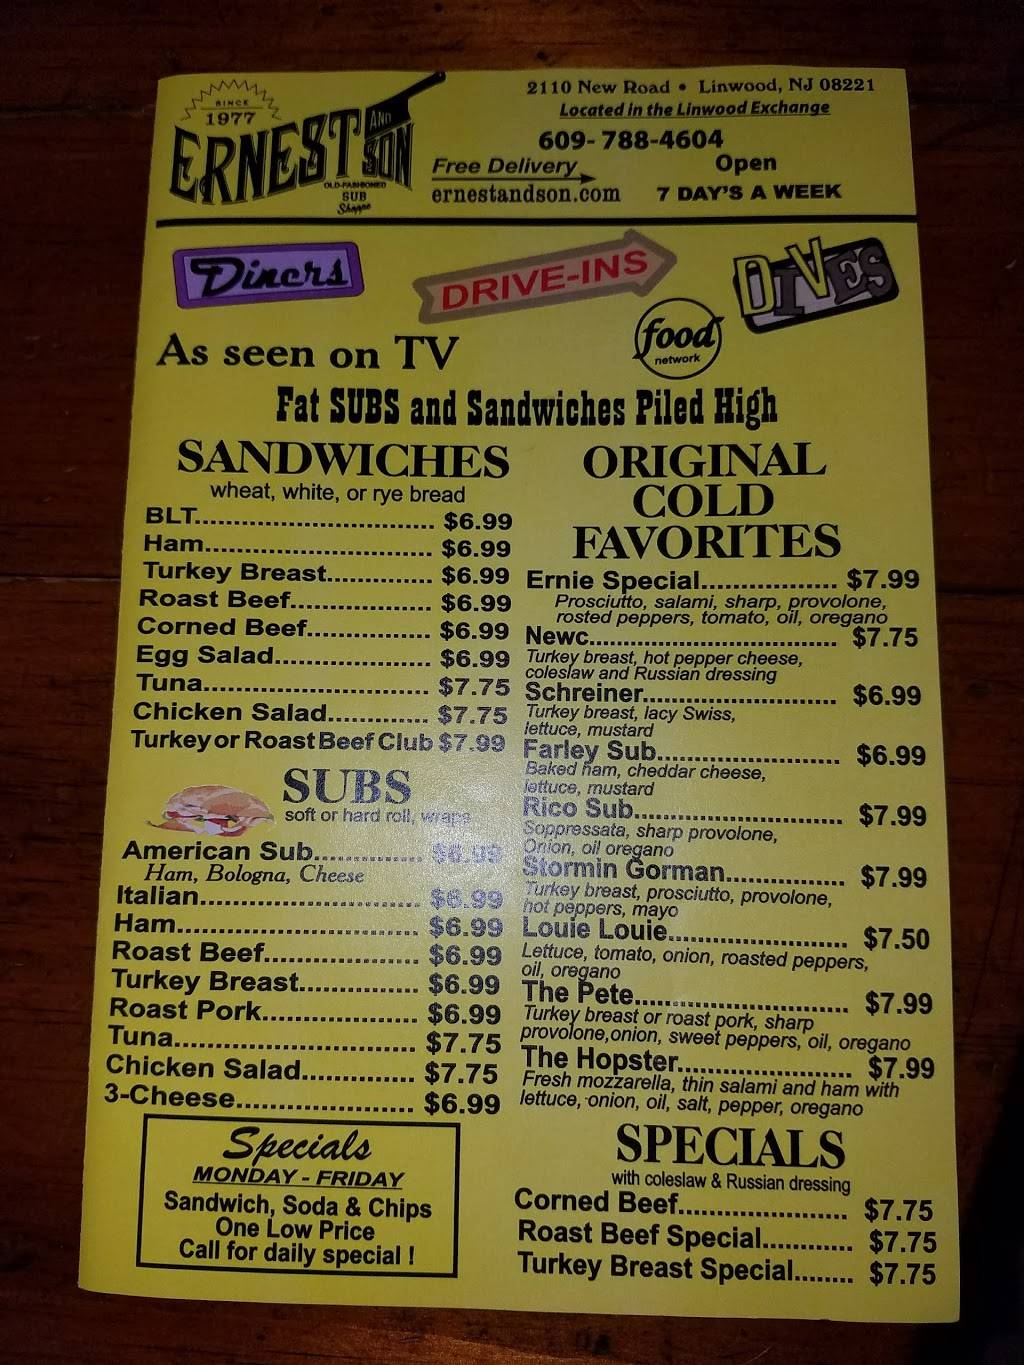 SINCE
1977
ERNEST AND SON
OLD-FASHIONED
SUB
Shoppe
2110 New Road • Linwood, NJ 08221
Located in the Linwood Exchange
609- 788-4604
Free Delivery
Open
ernestandson.com
7 DAY'S A WEEK
Diners
DRIVE-INS
DIVES
As seen on TV
food
network
Fat SUBS and Sandwiches Piled High
SANDWICHES
wheat, white, or rye bread
BLT.............................. $6.99
Ham............................. $6.99
Turkey Breast............. $6.99
Roast Beef.................. $6.99
Corned Beef................ $6.99
Egg Salad.................... $6.99
Tuna............................. $7.75
Chicken Salad............. $7.75
Turkey or Roast Beef Club $7.99
SUBS
soft or hard roll, wraps
American Sub.............. $6.99
Ham, Bologna, Cheese
Italian............................ $6.99
Ham............................... $6.99
Roast Beef.................... $6.99
Turkey Breast............... $6.99
Roast Pork.................... $6.99
Tuna............................... $7.75
Chicken Salad.............. $7.75
3-Cheese....................... $6.99
Specials
MONDAY - FRIDAY
Sandwich, Soda & Chips
One Low Price
Call for daily special !
ORIGINAL
COLD
FAVORITES
Ernie Special................. $7.99
Prosciutto, salami, sharp, provolone,
rosted peppers, tomato, oil, oregano
Newc............................... $7.75
Turkey breast, hot pepper cheese,
coleslaw and Russian dressing
Schreiner........................ $6.99
Turkey breast, lacy Swiss,
lettuce, mustard
Farley Sub....................... $6.99
Baked ham, cheddar cheese,
lettuce, mustard
Rico Sub.......................... $7.99
Soppressata, sharp provolone,
Onion, oil oregano
Stormin Gorman............... $7.99
Turkey breast, prosciutto, provolone,
hot peppers, mayo
Louie Louie....................... $7.50
Lettuce, tomato, onion, roasted peppers,
oil, oregano
The Pete........................... $7.99
Turkey breast or roast pork, sharp
provolone,onion, sweet peppers, oil, oregano
The Hopster...................... $7.99
Fresh mozzarella, thin salami and ham with
lettuce, onion, oil, salt, pepper, oregano
SPECIALS
with coleslaw & Russian dressing
Corned Beef...................... $7.75
Roast Beef Special............ $7.75
Turkey Breast Special........ $7.75